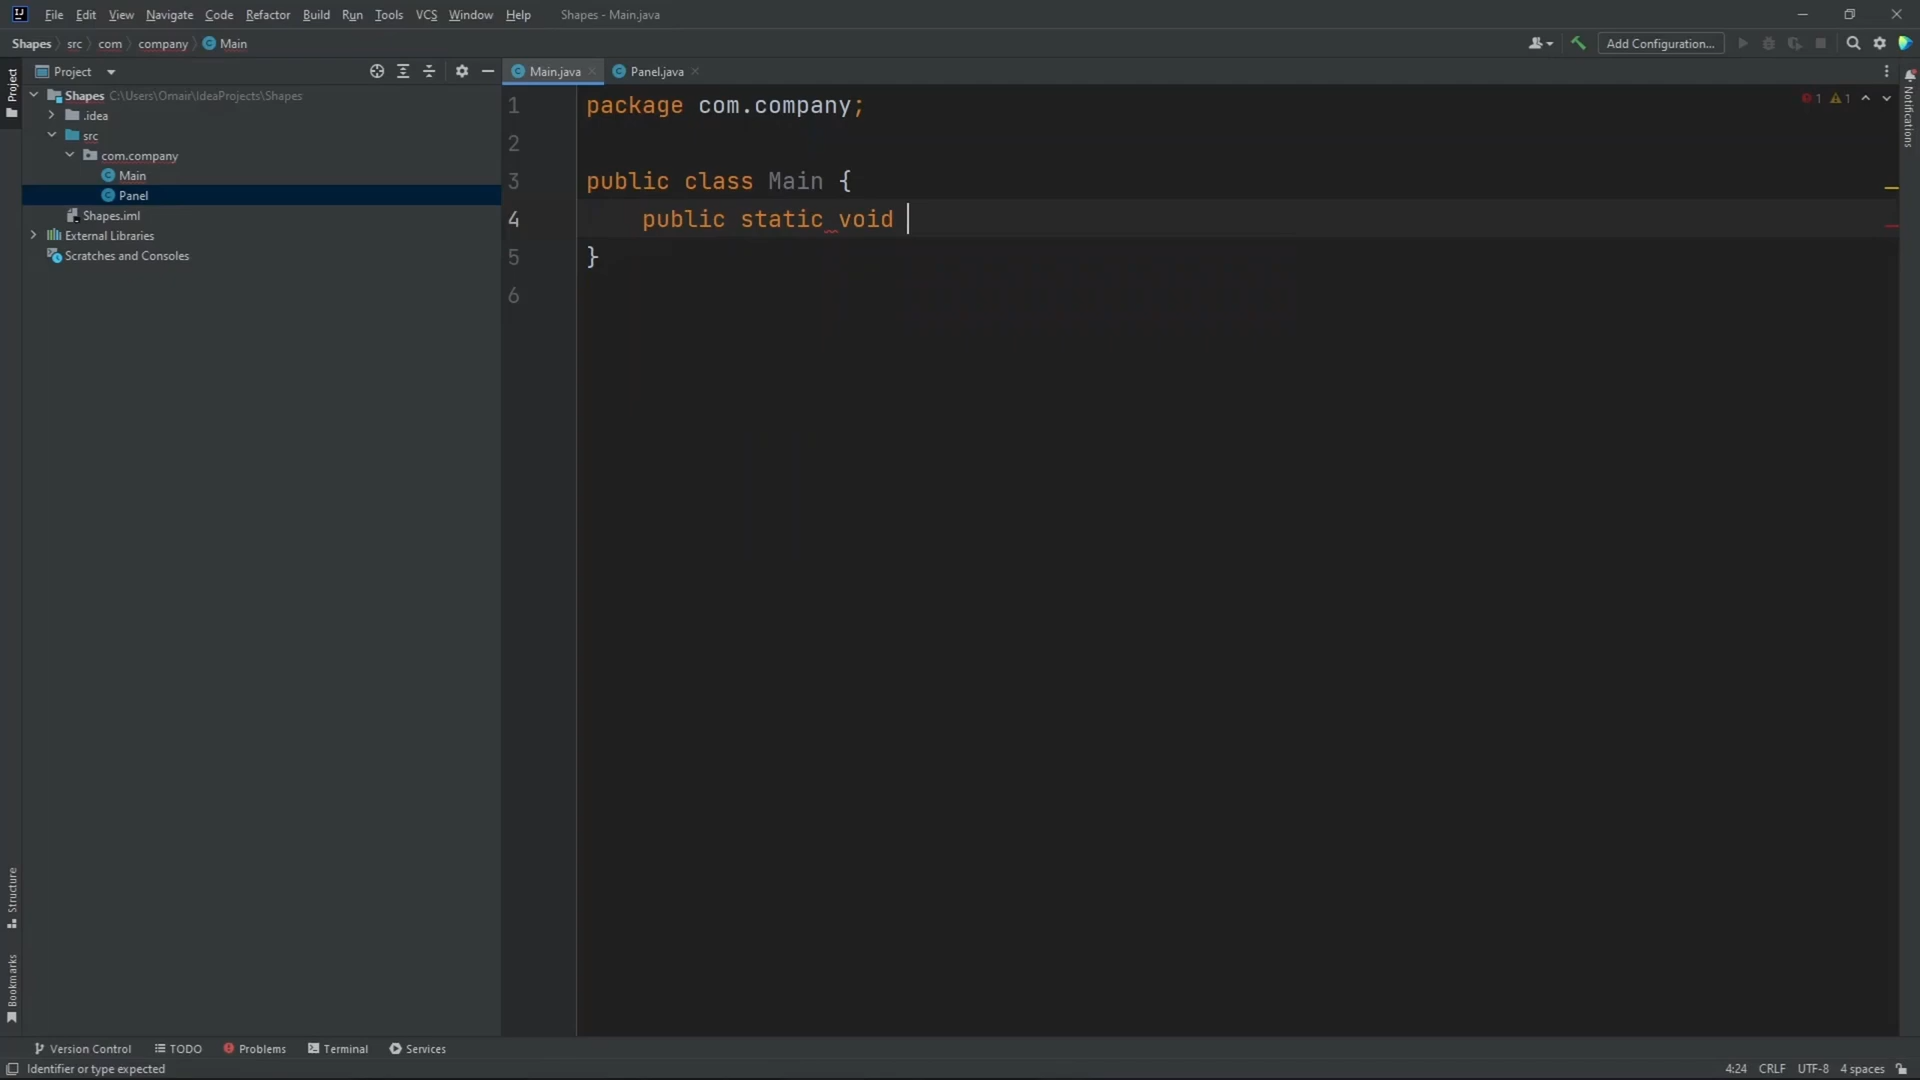 File Edit View Navigate Code Refactor Build Run Tools VCS Window Help Shapes - Main.java
Shapes src com company Main Add Configuration...
Project Main.java Panel.java
Project
Shapes C:\Users\Omair\IdeaProjects\Shapes
.idea
src
com.company
Main
Panel
Shapes.iml
External Libraries
Scratches and Consoles
1 package com.company;
2
3 public class Main {
4 public static void
5 }
6
1 1
Notifications
Structure
Bookmarks
Version Control TODO Problems Terminal Services
Identifier or type expected 4:24 CRLF UTF-8 4 spaces